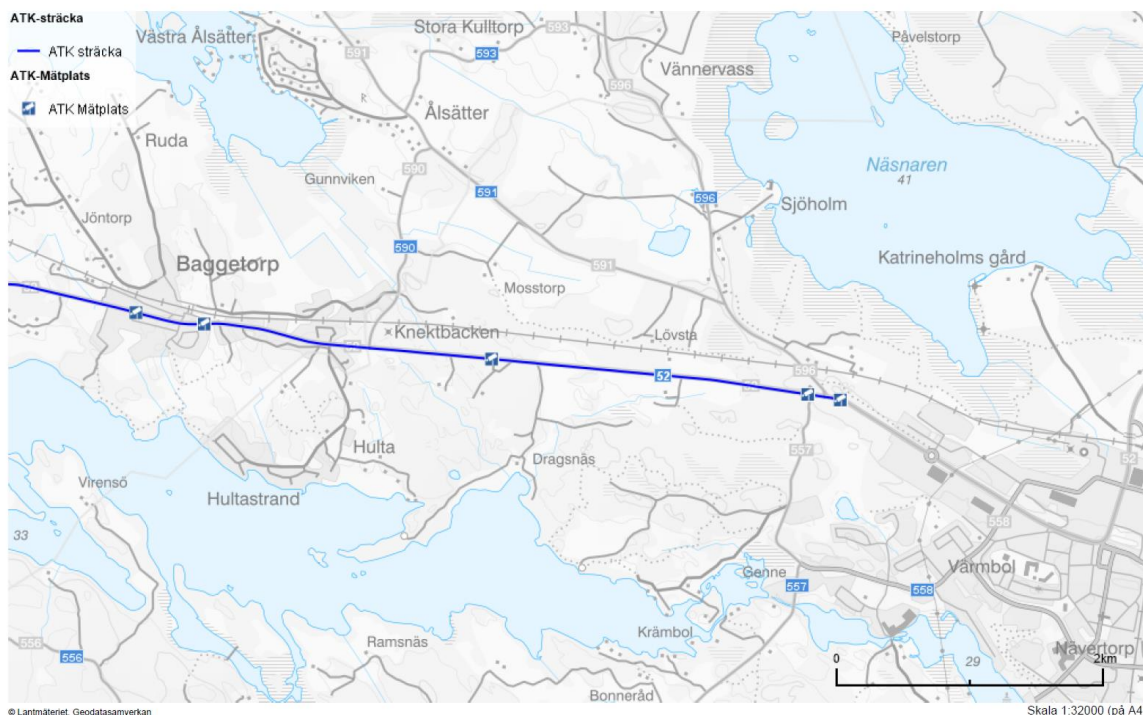 ATK-sträcka
ATK sträcka
ATK-Mätplats
ATK Mätplats
Västra Ålsätter
591
Stora Kulltorp
593
593
Påvelstorp
Vännervass
596
Ålsätter
Ruda
590
Gunnviken
591
596
Näsnaren
41
Sjöholm
Jöntorp
590
591
Baggetorp
Katrineholms gård
Mosstorp
Knektbacken
Lövsta
596
52
557
52
Hulta
Dragsnäs
Virensö
Hultastrand
33
558
Värmbol
Genne
557
558
556
556
Ramsnäs
Krämbol
Nävertorp
29
0
2km
Bonneråd
© Lantmäteriet, Geodatasamverkan
Skala 1:32000 (på A4